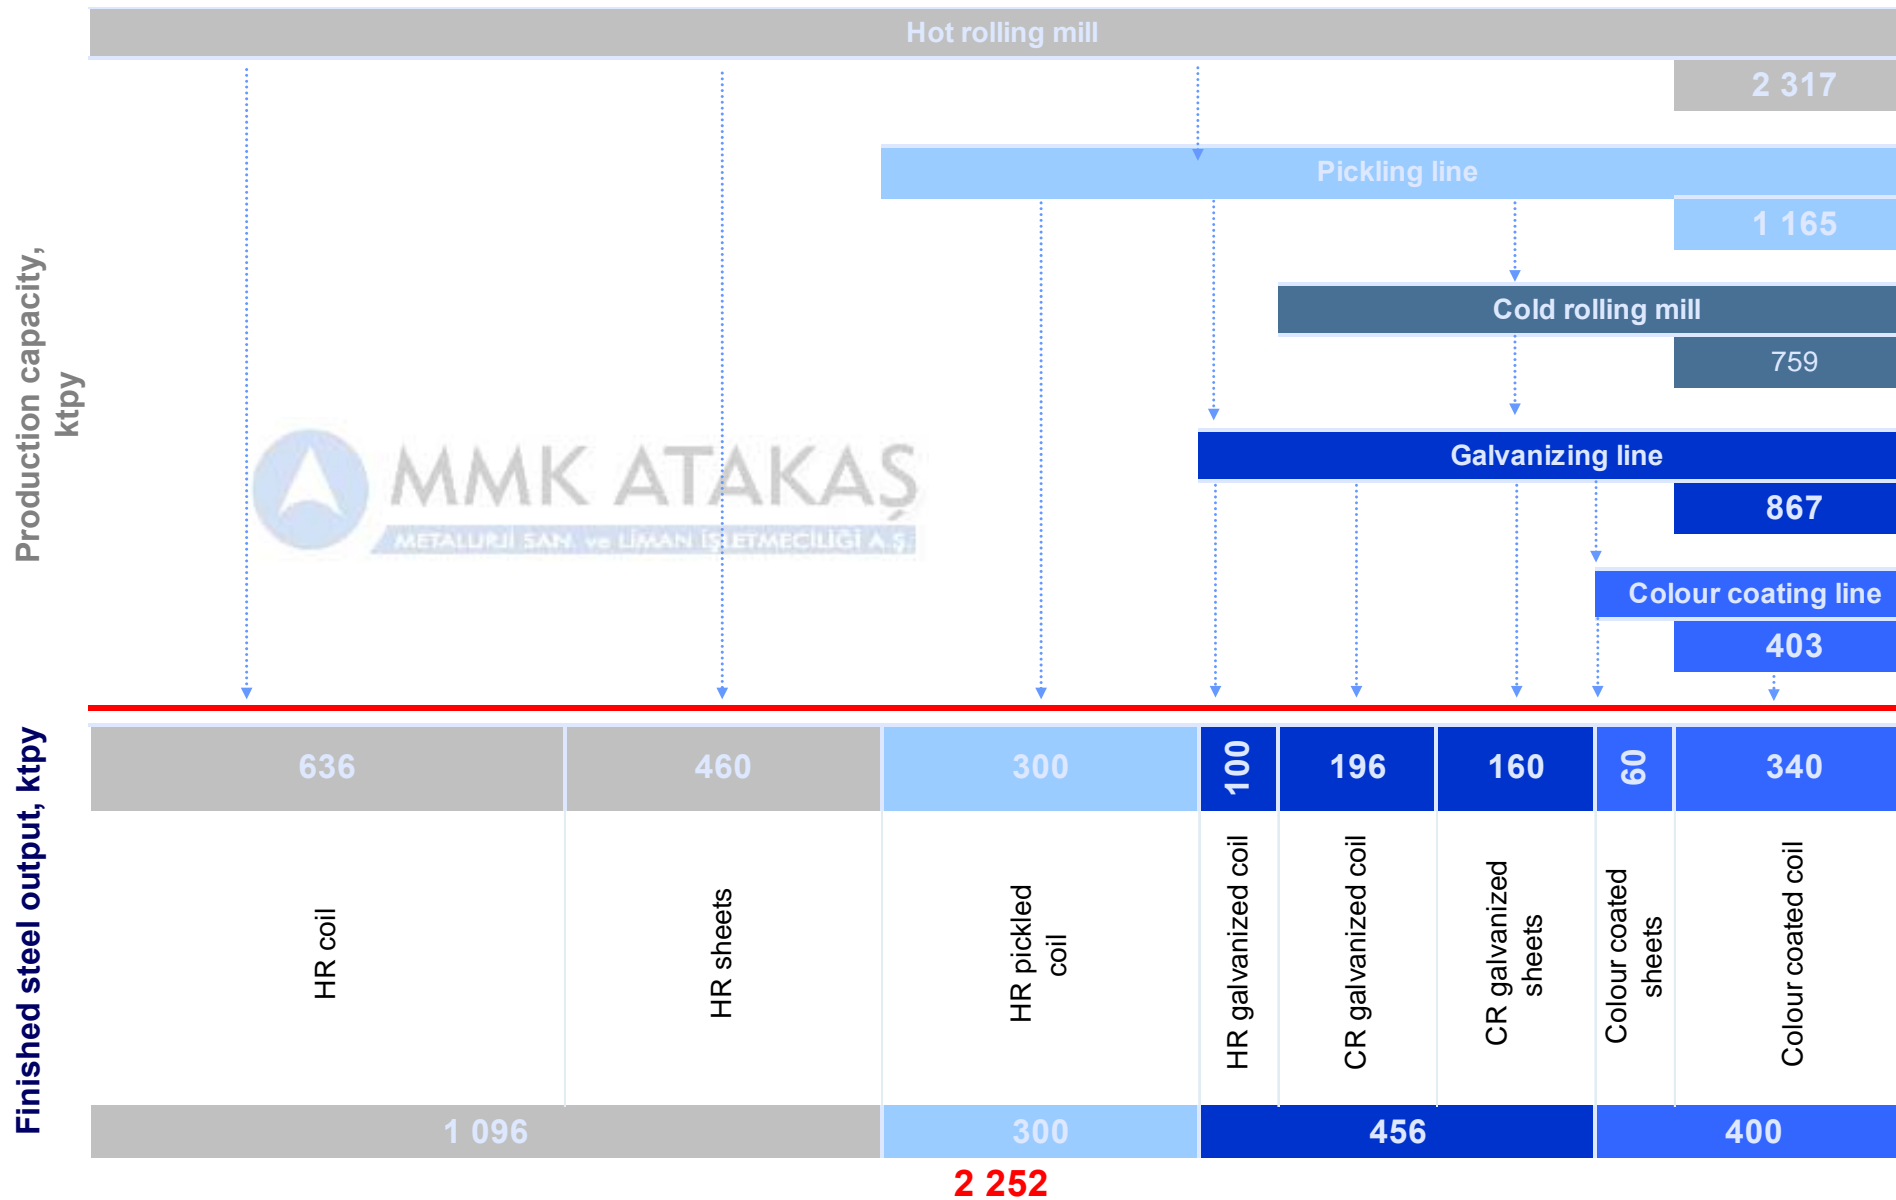 Hot rolling mill
2 317
Pickling line
1 165
Cold rolling mill
759
Galvanizing line
867
Colour coating line
403
Production capacity,
ktpy
MMK ATAKAŞ
METALURJİ SAN. ve LİMAN İŞLETMECİLİĞİ A.Ş.
Finished steel output, ktpy
636
460
300
100
196
160
60
340
HR coil
HR sheets
HR pickled
coil
HR galvanized coil
CR galvanized coil
CR galvanized
sheets
Colour coated
sheets
Colour coated coil
1 096
300
456
400
2 252